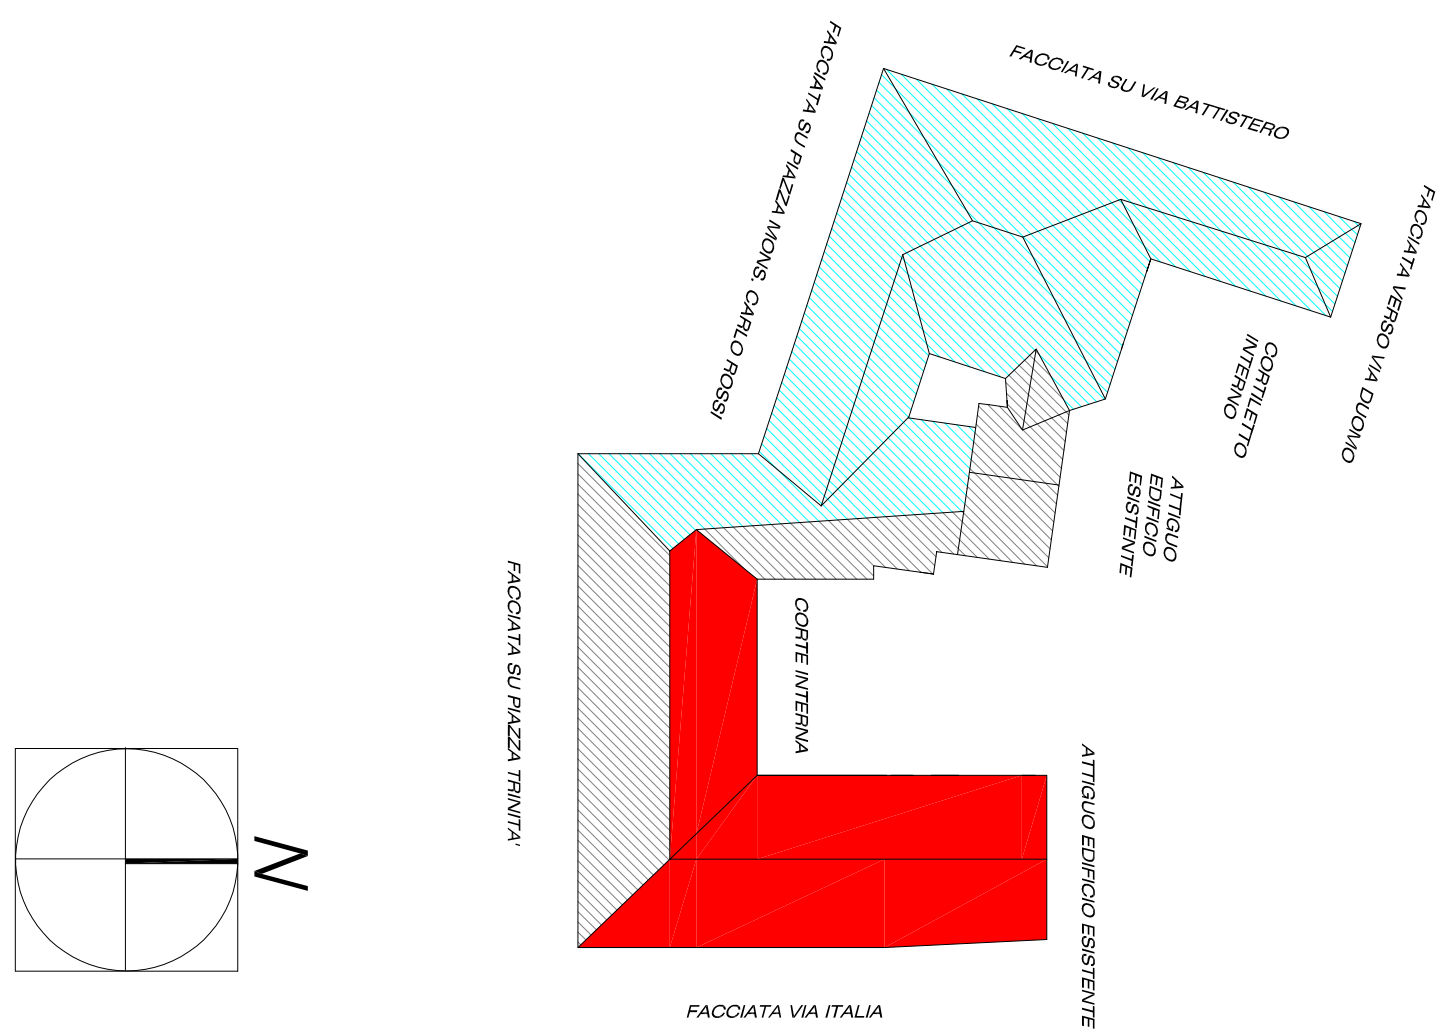 FACCIATA SU VIA BATTISTERO
FACCIATA SU PIAZZA MONS. CARLO ROSSI
FACCIATA VERSO VIA DUOMO
CORTILETTO
INTERNO
ATTIGUO
EDIFICIO
ESISTENTE
FACCIATA SU PIAZZA TRINITA'
CORTE INTERNA
ATTIGUO EDIFICIO ESISTENTE
N
FACCIATA VIA ITALIA